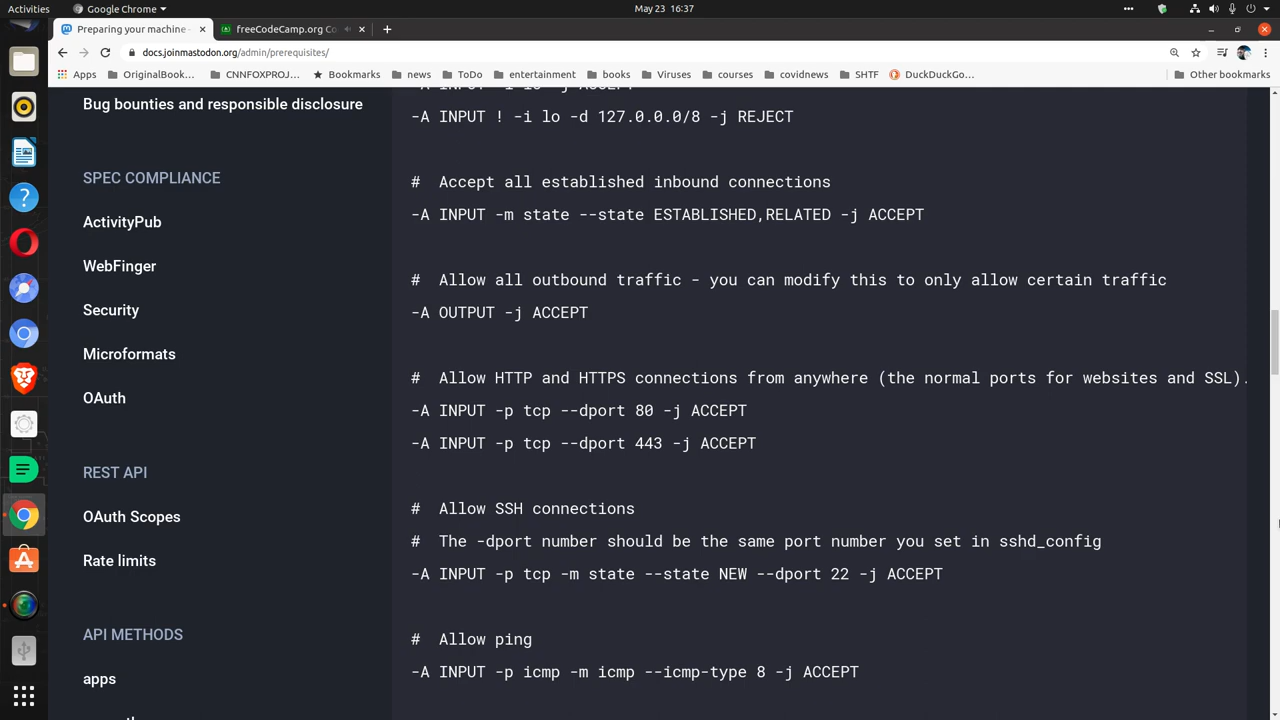 Activities
Google Chrome
May 23 16:37
Preparing your machine
freeCodeCamp.org Co
docs.joinmastodon.org/admin/prerequisites/
Apps
OriginalBook...
CNNFOXPROJ...
Bookmarks
news
ToDo
entertainment
books
Viruses
courses
covidnews
SHTF
DuckDuckGo...
Other bookmarks
Bug bounties and responsible disclosure
SPEC COMPLIANCE
ActivityPub
WebFinger
Security
Microformats
OAuth
REST API
OAuth Scopes
Rate limits
API METHODS
apps
-A INPUT -i lo -j ACCEPT
-A INPUT ! -i lo -d 127.0.0.0/8 -j REJECT
#  Accept all established inbound connections
-A INPUT -m state --state ESTABLISHED,RELATED -j ACCEPT
#  Allow all outbound traffic - you can modify this to only allow certain traffic
-A OUTPUT -j ACCEPT
#  Allow HTTP and HTTPS connections from anywhere (the normal ports for websites and SSL).
-A INPUT -p tcp --dport 80 -j ACCEPT
-A INPUT -p tcp --dport 443 -j ACCEPT
#  Allow SSH connections
#  The -dport number should be the same port number you set in sshd_config
-A INPUT -p tcp -m state --state NEW --dport 22 -j ACCEPT
#  Allow ping
-A INPUT -p icmp -m icmp --icmp-type 8 -j ACCEPT